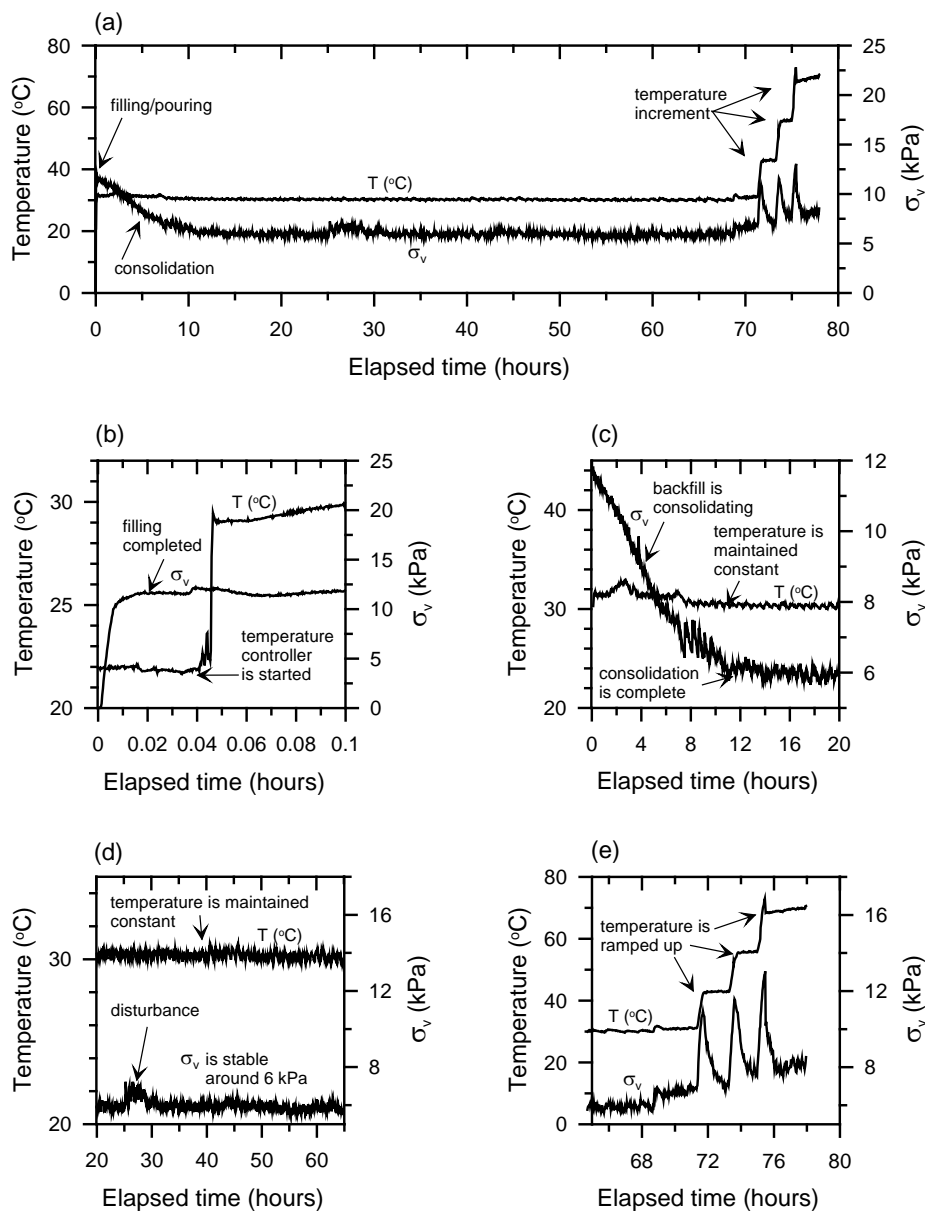 (a)
80
60
40
20
0
Temperature (°C)
25
20
15
10
5
0
σv (kPa)
filling/pouring
consolidation
T (°C)
σv
temperature
increment
0 10 20 30 40 50 60 70 80
Elapsed time (hours)
(b)
30
25
20
Temperature (°C)
25
20
15
10
5
0
σv (kPa)
T (°C)
filling
completed
σv
temperature
controller
is started
0 0.02 0.04 0.06 0.08 0.1
Elapsed time (hours)
(c)
40
30
20
Temperature (°C)
12
10
8
6
σv (kPa)
σv
backfill is
consolidating
temperature is
maintained
constant
T (°C)
consolidation
is complete
0 4 8 12 16 20
Elapsed time (hours)
(d)
30
20
Temperature (°C)
16
12
8
σv (kPa)
temperature is maintained
constant
T (°C)
disturbance
σv is stable
around 6 kPa
20 30 40 50 60
Elapsed time (hours)
(e)
80
60
40
20
0
Temperature (°C)
16
12
8
σv (kPa)
temperature is
ramped up
T (°C)
σv
68 72 76 80
Elapsed time (hours)